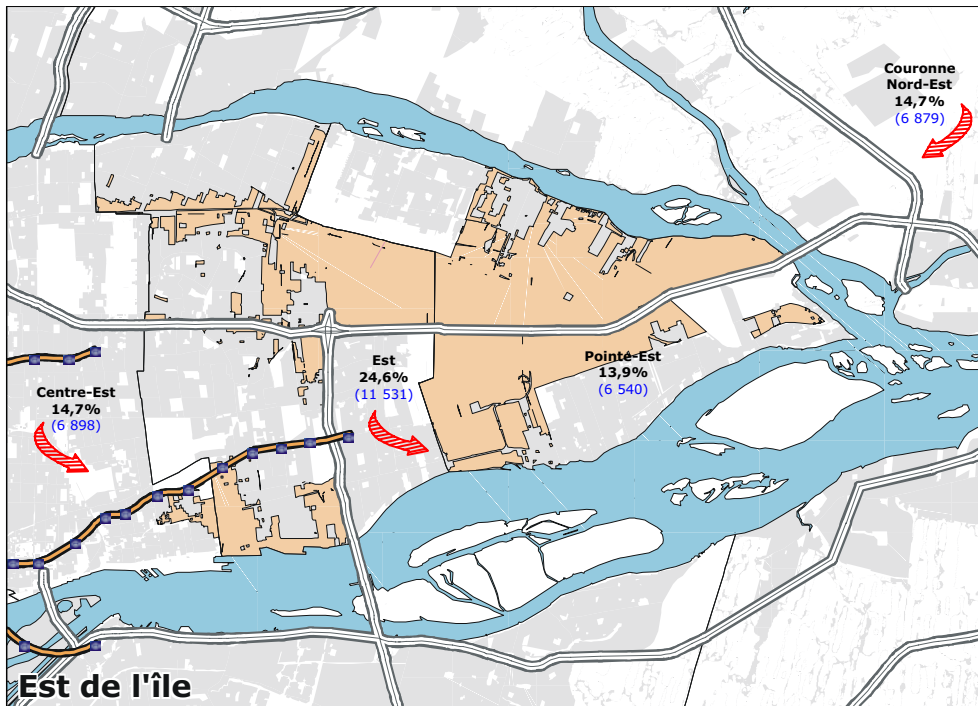 Couronne
Nord-Est
14,7%
(6 879)
Est
24,6%
(11 531)
Pointe-Est
13,9%
(6 540)
Centre-Est
14,7%
(6 898)
Est de l'île